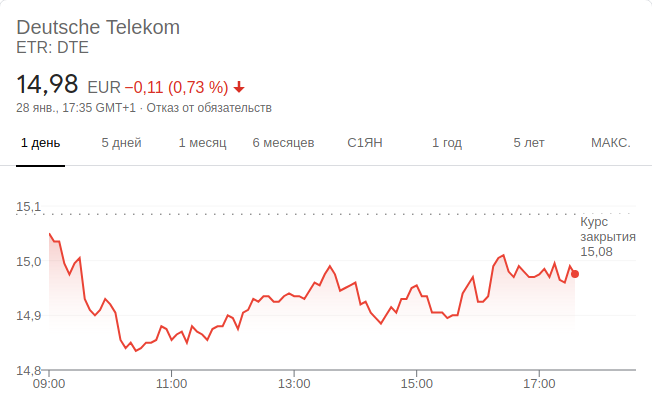 Deutsche Telekom
ETR: DTE
14,98 EUR −0,11 (0,73 %)
28 янв., 17:35 GMT+1 · Отказ от обязательств
1 день 5 дней 1 месяц 6 месяцев С1ЯН 1 год 5 лет МАКС.
15,1
Курс
закрытия
15,08
15,0
14,9
14,8
09:00 11:00 13:00 15:00 17:00